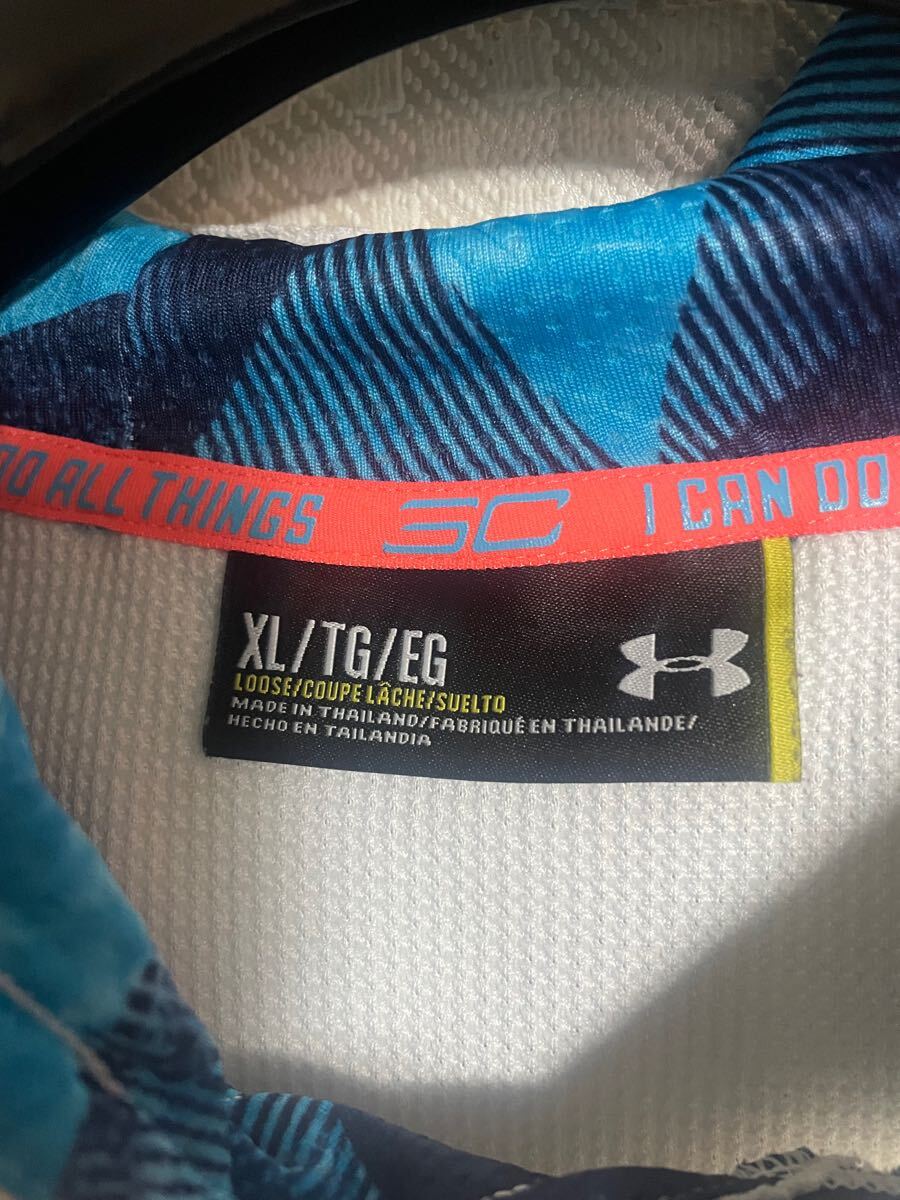 DO ALL THINGS SC I CAN DO
XL/TG/EG
LOOSE/COUPE LÂCHE/SUELTO
MADE IN THAILAND/FABRIQUÉ EN THAILANDE/
HECHO EN TAILANDIA